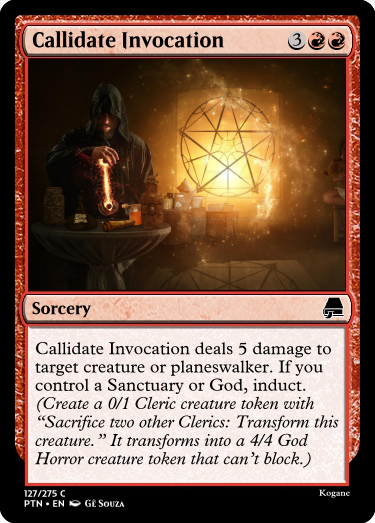 Callidate Invocation 3
Sorcery
Callidate Invocation deals 5 damage to
target creature or planeswalker. If you
control a Sanctuary or God, induct.
(Create a 0/1 Cleric creature token with
“Sacrifice two other Clerics: Transform this
creature.” It transforms into a 4/4 God
Horror creature token that can’t block.)
127/275 C Kogane
PTN • EN GÊ SOUZA